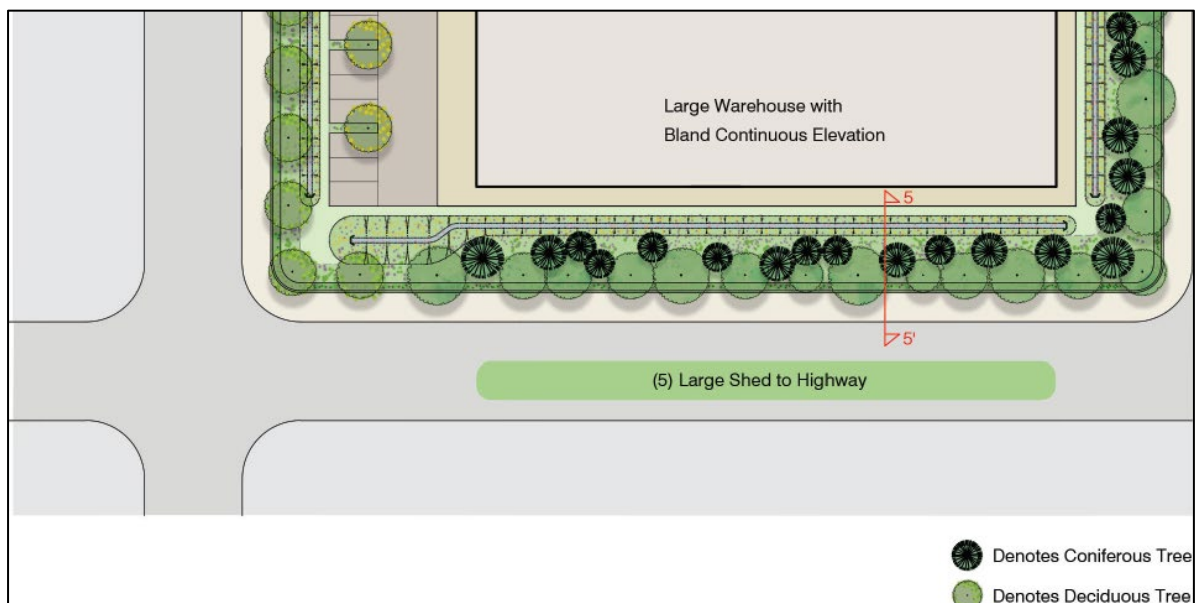 Large Warehouse with
Bland Continuous Elevation
5
5'
(5) Large Shed to Highway
Denotes Coniferous Tree
Denotes Deciduous Tree